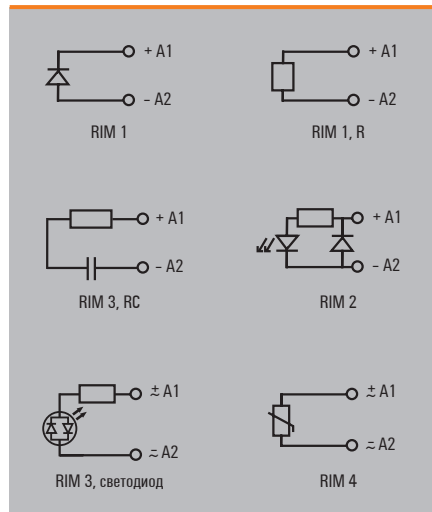 + A1
− A2
RIM 1
+ A1
− A2
RIM 1, R
+ A1
− A2
RIM 3, RC
+ A1
− A2
RIM 2
≂ A1
≂ A2
RIM 3, светодиод
≂ A1
≂ A2
RIM 4